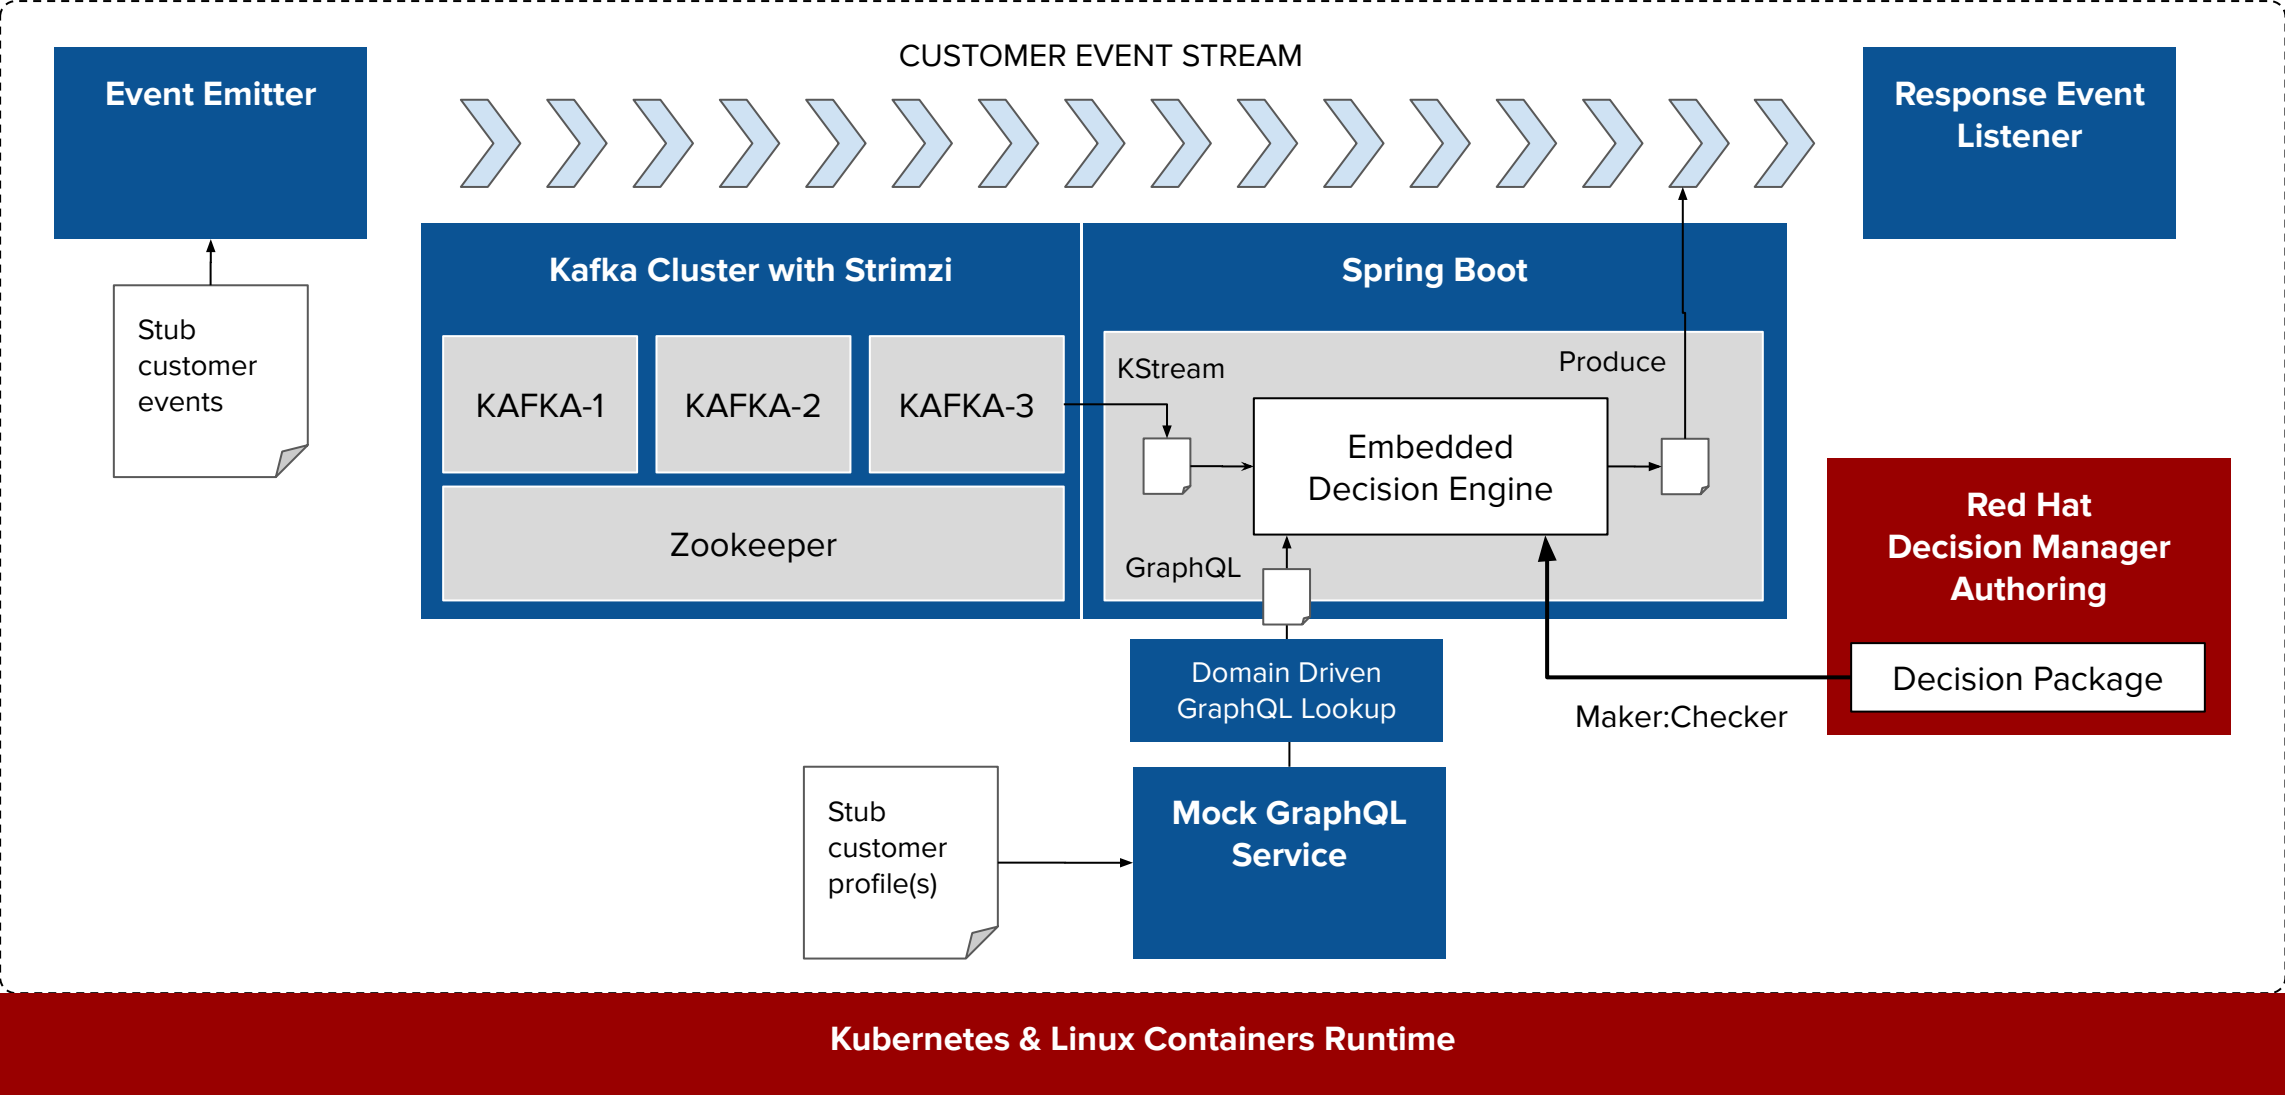 CUSTOMER EVENT STREAM
Event Emitter
Response Event
Listener
Stub
customer
events
Kafka Cluster with Strimzi
KAFKA-1
KAFKA-2
KAFKA-3
Zookeeper
Spring Boot
KStream
Produce
Embedded
Decision Engine
GraphQL
Red Hat
Decision Manager
Authoring
Decision Package
Maker:Checker
Domain Driven
GraphQL Lookup
Stub
customer
profile(s)
Mock GraphQL
Service
Kubernetes & Linux Containers Runtime